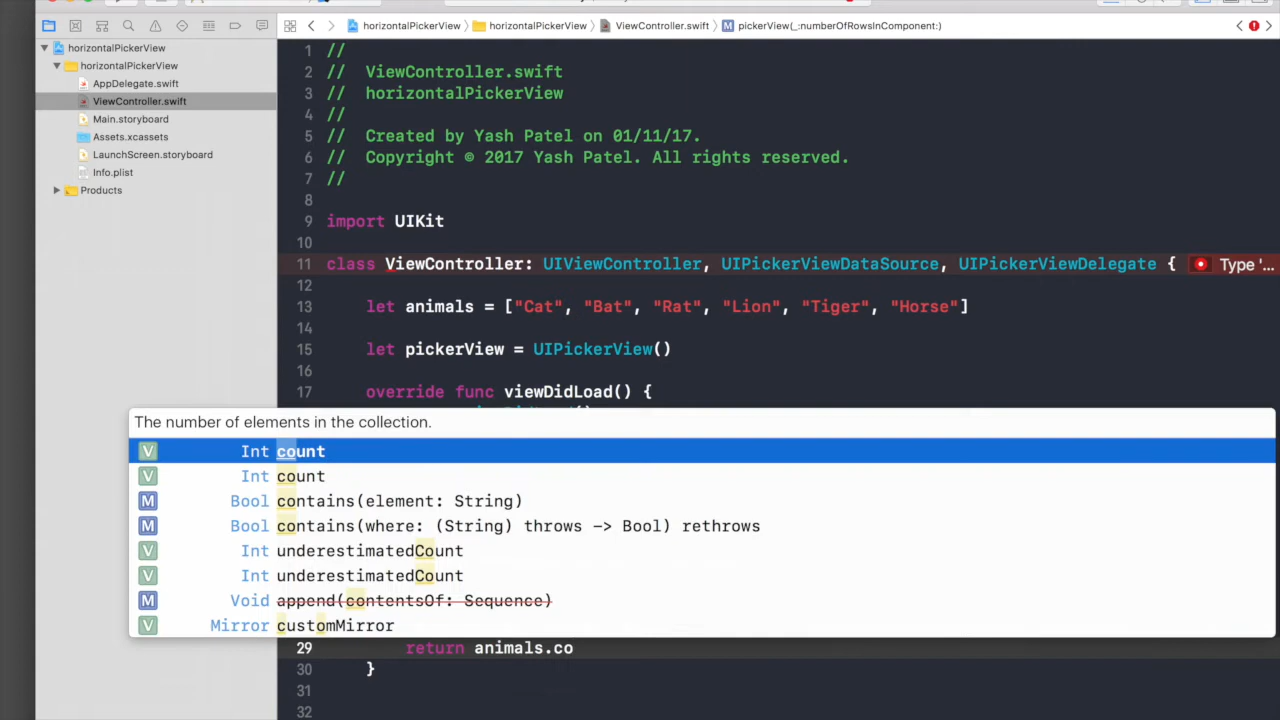 horizontalPickerView
horizontalPickerView
AppDelegate.swift
ViewController.swift
Main.storyboard
Assets.xcassets
LaunchScreen.storyboard
Info.plist
Products
horizontalPickerView horizontalPickerView ViewController.swift M pickerView(_:numberOfRowsInComponent:)
1 //
2 // ViewController.swift
3 // horizontalPickerView
4 //
5 // Created by Yash Patel on 01/11/17.
6 // Copyright © 2017 Yash Patel. All rights reserved.
7 //
8
9 import UIKit
10
11 class ViewController: UIViewController, UIPickerViewDataSource, UIPickerViewDelegate { Type '...
12
13 let animals = ["Cat", "Bat", "Rat", "Lion", "Tiger", "Horse"]
14
15 let pickerView = UIPickerView()
16
17 override func viewDidLoad() {
The number of elements in the collection.
V Int count
V Int count
M Bool contains(element: String)
M Bool contains(where: (String) throws -> Bool) rethrows
V Int underestimatedCount
V Int underestimatedCount
M Void append(contentsOf: Sequence)
V Mirror customMirror
29 return animals.co
30 }
31
32